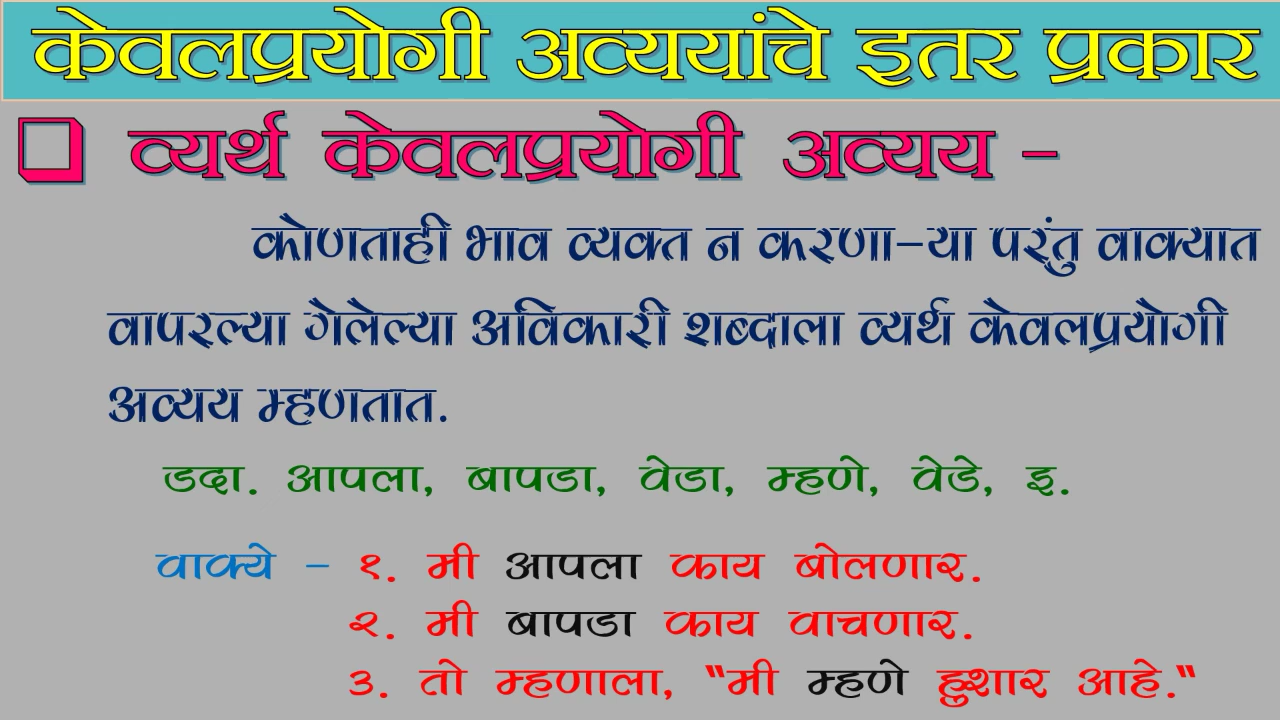 केवलप्रयोगी अव्ययांचे इतर प्रकार
❑ व्यर्थ केवलप्रयोगी अव्यय -
कोणताही भाव व्यक्त न करणा-या परंतु वाक्यात
वापरल्या गेलेल्या अविकारी शब्दाला व्यर्थ केवलप्रयोगी
अव्यय म्हणतात.
डदा. आपला, बापडा, वेडा, म्हणे, वेडे, इ.
वाक्ये - १. मी आपला काय बोलणार.
२. मी बापडा काय वाचणार.
३. तो म्हणाला, "मी म्हणे हुशार आहे."